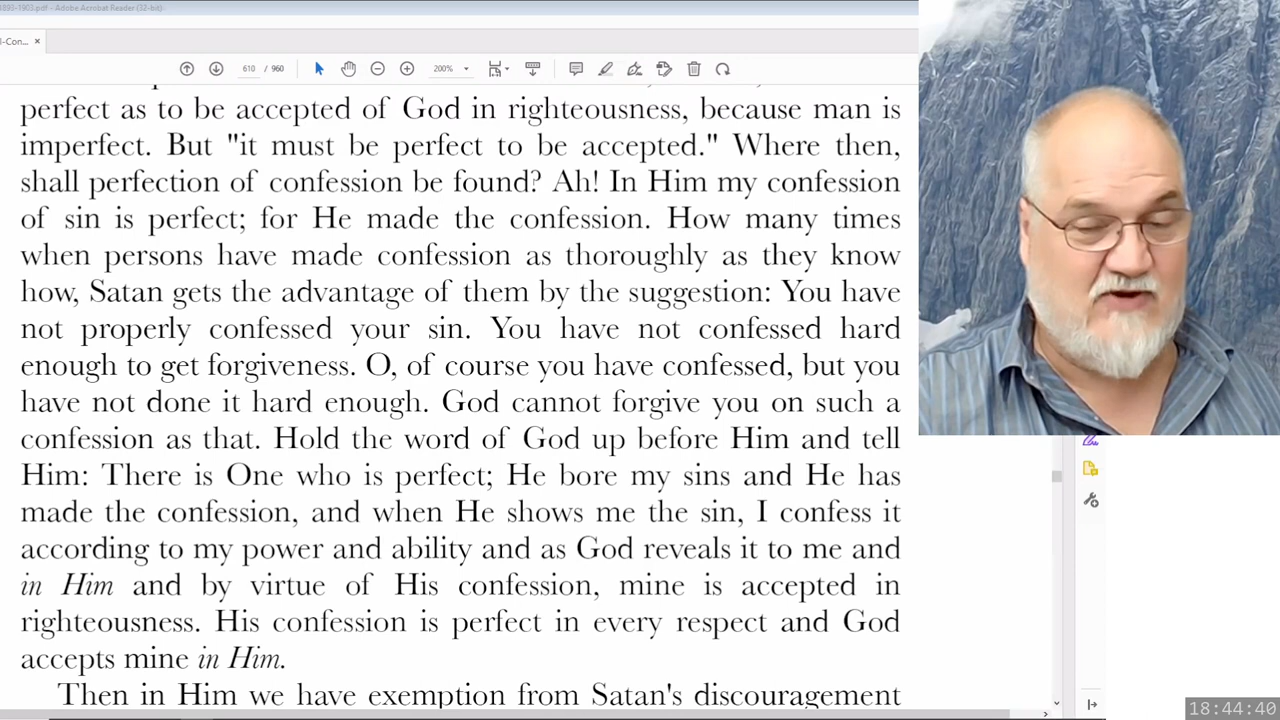 1893-1903.pdf - Adobe Acrobat Reader (32-bit)
l-Con... ×
610 / 960 200%
perfect as to be accepted of God in righteousness, because man is
imperfect. But "it must be perfect to be accepted." Where then,
shall perfection of confession be found? Ah! In Him my confession
of sin is perfect; for He made the confession. How many times
when persons have made confession as thoroughly as they know
how, Satan gets the advantage of them by the suggestion: You have
not properly confessed your sin. You have not confessed hard
enough to get forgiveness. O, of course you have confessed, but you
have not done it hard enough. God cannot forgive you on such a
confession as that. Hold the word of God up before Him and tell
Him: There is One who is perfect; He bore my sins and He has
made the confession, and when He shows me the sin, I confess it
according to my power and ability and as God reveals it to me and
in Him and by virtue of His confession, mine is accepted in
righteousness. His confession is perfect in every respect and God
accepts mine in Him.
Then in Him we have exemption from Satan's discouragement
18:44:40